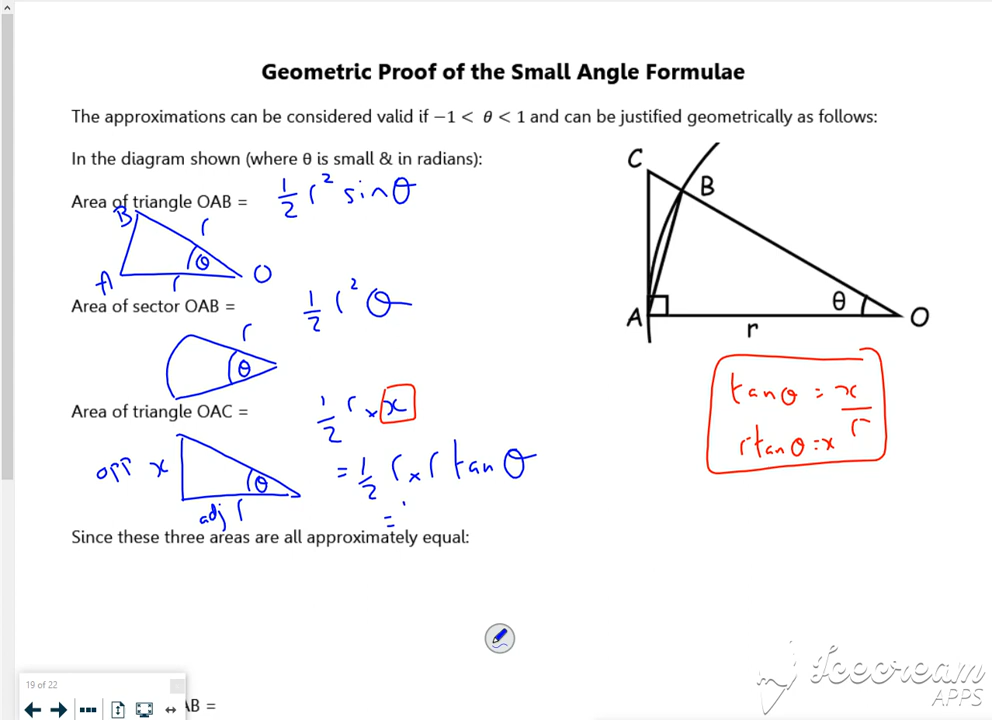 Geometric Proof of the Small Angle Formulae
The approximations can be considered valid if −1 < θ < 1 and can be justified geometrically as follows:
In the diagram shown (where θ is small & in radians):
Area of triangle OAB = 1/2 r² sinθ
B
r
θ
A
r
O
Area of sector OAB = 1/2 r² θ
r
θ
Area of triangle OAC = 1/2 r × x
opp x
θ
adj r
= 1/2 r × r tan θ
=
C
B
θ
A
r
O
tanθ = x/r
r tanθ = x
Since these three areas are all approximately equal:
19 of 22
AB =
Icecream
APPS